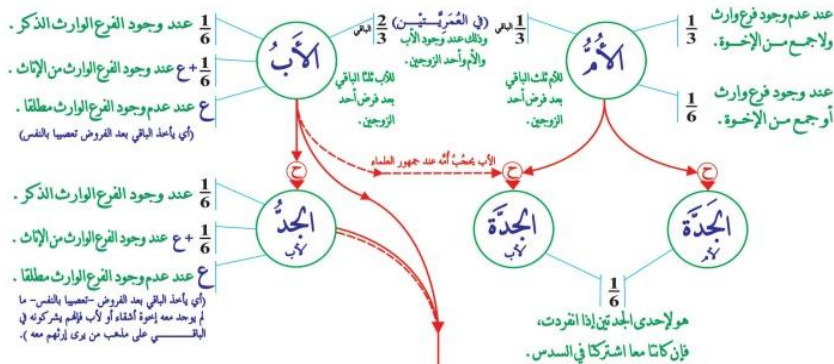 عند عدم وجود فرع وارث
ولا جمع من الإخوة .
1/3
عند وجود فرع وارث
أو جمع من الإخوة .
1/6
الأُمُّ
1/3 الباقي
للأم ثلث الباقي
بعد فرض أحد
الزوجين .
(في العُمَرِيَّتَيْن)
وذلك عند وجود الأب
والأم وأحد الزوجين .
2/3 الباقي
للأب ثلثا الباقي
بعد فرض أحد
الزوجين .
الأَبُ
1/6 عند وجود الفرع الوارث الذكر .
1/6 + ع عند وجود الفرع الوارث من الإناث .
ع عند عدم وجود الفرع الوارث مطلقا .
(أي يأخذ الباقي بعد الفروض تعصيبا بالنفس)
الأب يحجُبُ أمَّه عند جمهور العلماء
ح
ح
ح
الجَدَّة
لأم
الجدَّة
لأب
1/6
هو لإحدى الجدتين إذا انفردت،
فإن كانتا معا اشتركتا في السدس .
الجدُّ
لأب
1/6 عند وجود الفرع الوارث الذكر .
1/6 + ع عند وجود الفرع الوارث من الإناث .
ع عند عدم وجود الفرع الوارث مطلقا .
(أي يأخذ الباقي بعد الفروض -تعصيبا بالنفس- ما
لم يوجد معه إخوة أشقاء أو لأب فإنهم يشركونه في
الباقي على مذهب من يرى إرثهم معه ).